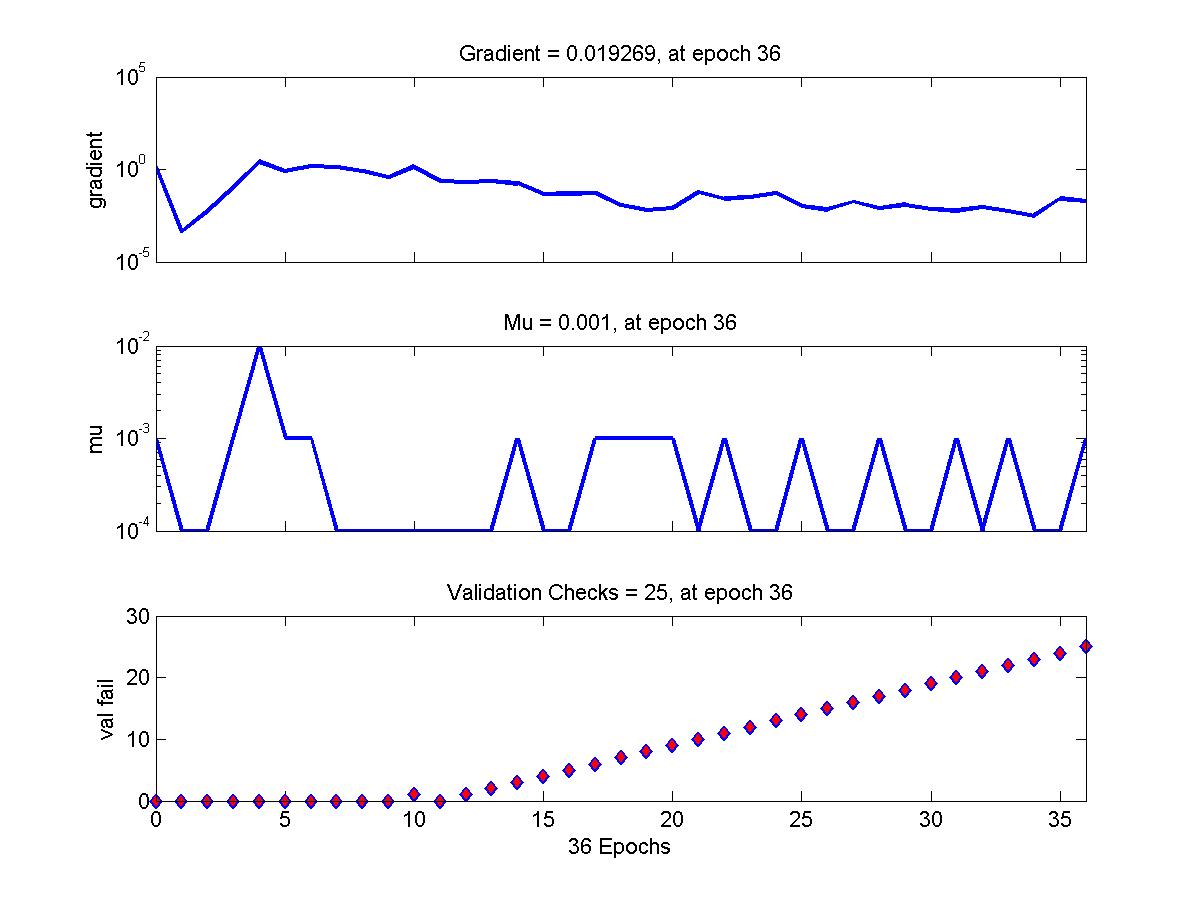 Gradient = 0.019269, at epoch 36
10^5
10^0
10^-5
gradient
Mu = 0.001, at epoch 36
10^-2
10^-3
10^-4
mu
Validation Checks = 25, at epoch 36
30
20
10
0
val fail
0 5 10 15 20 25 30 35
36 Epochs